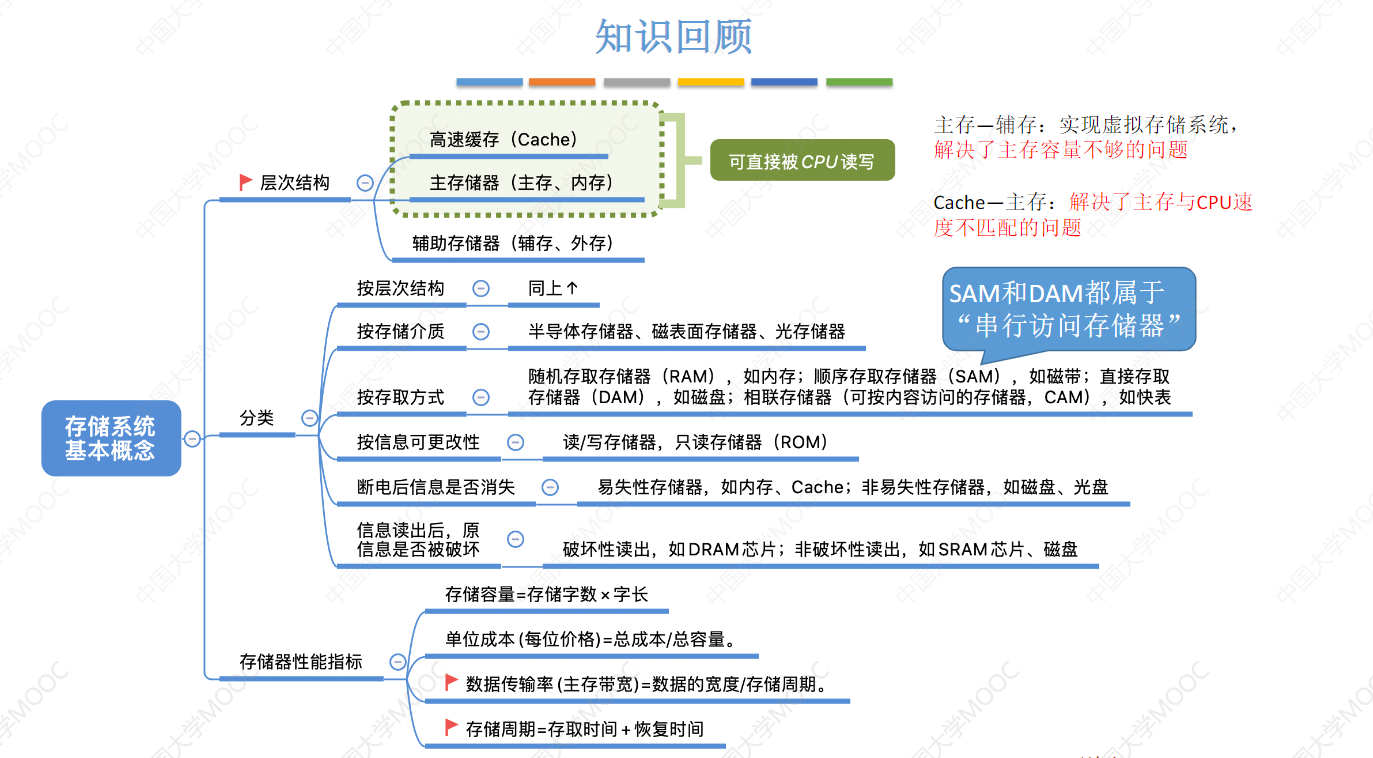 知识回顾
高速缓存（Cache）
主存储器（主存、内存）
可直接被CPU读写
层次结构
辅助存储器（辅存、外存）
主存—辅存：实现虚拟存储系统，
解决了主存容量不够的问题
Cache—主存：解决了主存与CPU速
度不匹配的问题
SAM和DAM都属于
“串行访问存储器”
存储系统
基本概念
分类
按层次结构
同上↑
按存储介质
半导体存储器、磁表面存储器、光存储器
按存取方式
随机存取存储器（RAM），如内存；顺序存取存储器（SAM），如磁带；直接存取
存储器（DAM），如磁盘；相联存储器（可按内容访问的存储器，CAM），如快表
按信息可更改性
读/写存储器，只读存储器（ROM）
断电后信息是否消失
易失性存储器，如内存、Cache；非易失性存储器，如磁盘、光盘
信息读出后，原
信息是否被破坏
破坏性读出，如DRAM芯片；非破坏性读出，如SRAM芯片、磁盘
存储器性能指标
存储容量=存储字数×字长
单位成本(每位价格)=总成本/总容量。
数据传输率(主存带宽)=数据的宽度/存储周期。
存储周期=存取时间+恢复时间
中国大学MOOC